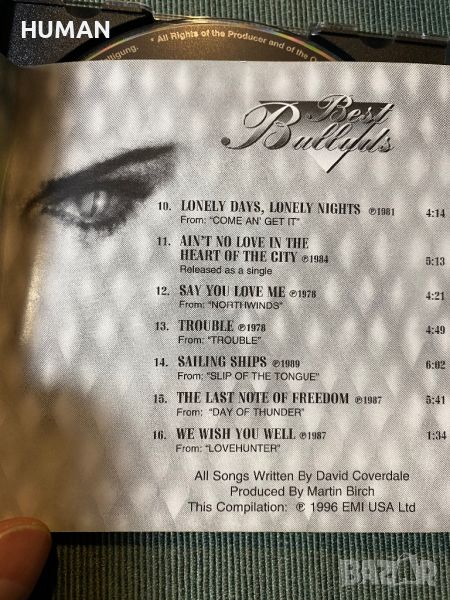 HUMAN
lligung.
* All Rights of the Producer and of the O
Best
Ballads
10. LONELY DAYS, LONELY NIGHTS ℗1981 4:14
From: "COME AN' GET IT"
11. AIN'T NO LOVE IN THE
HEART OF THE CITY ℗1984 5:13
Released as a single
12. SAY YOU LOVE ME ℗1978 4:21
From: "NORTHWINDS"
13. TROUBLE ℗1978 4:49
From: "TROUBLE"
14. SAILING SHIPS ℗1989 6:02
From: "SLIP OF THE TONGUE"
15. THE LAST NOTE OF FREEDOM ℗1987 5:41
From: "DAY OF THUNDER"
16. WE WISH YOU WELL ℗1987 1:34
From: "LOVEHUNTER"
All Songs Written By David Coverdale
Produced By Martin Birch
This Compilation: ℗ 1996 EMI USA Ltd
BAZAR